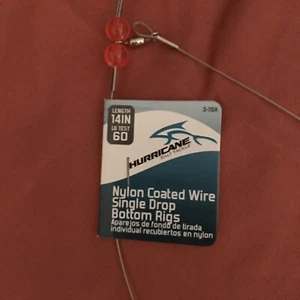 LENGTH
14IN
LB TEST
60
HURRICANE
Nylon Coated Wire
Single Drop
Bottom Rigs
Aparejos de fondo de tirada
individual recubiertos en nylon